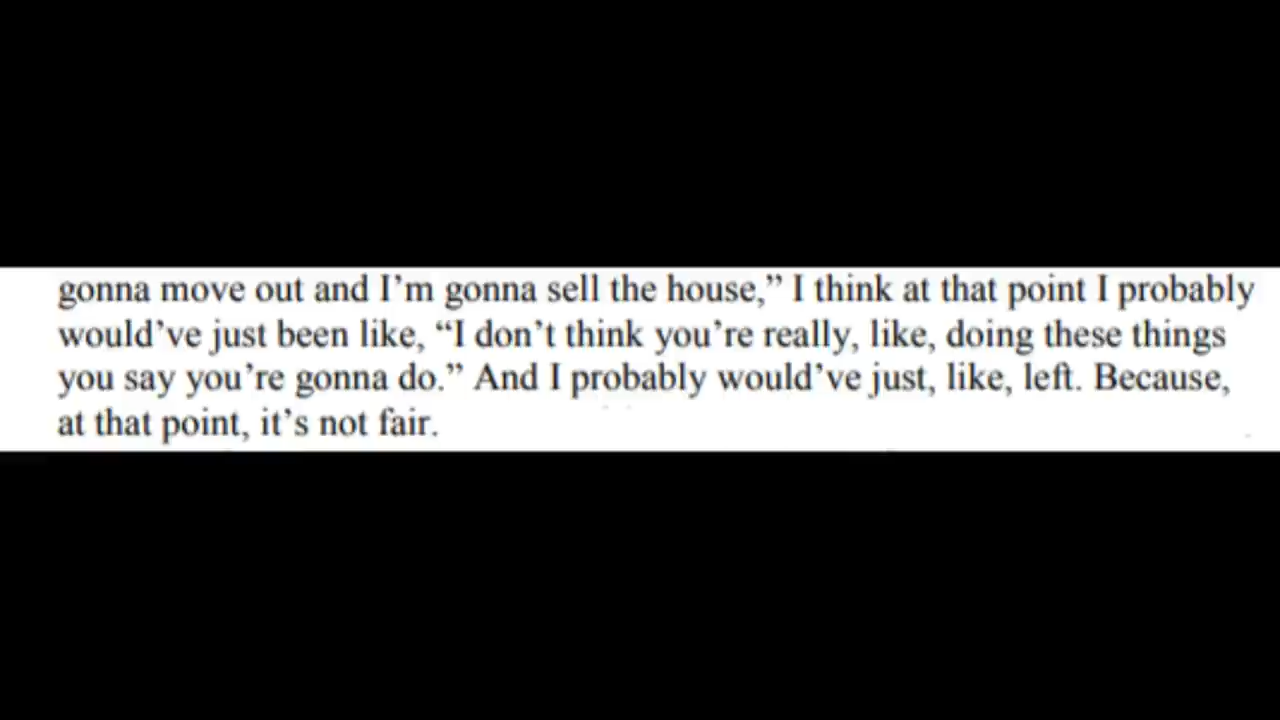 gonna move out and I’m gonna sell the house,” I think at that point I probably
would’ve just been like, “I don’t think you’re really, like, doing these things
you say you’re gonna do.” And I probably would’ve just, like, left. Because,
at that point, it’s not fair.